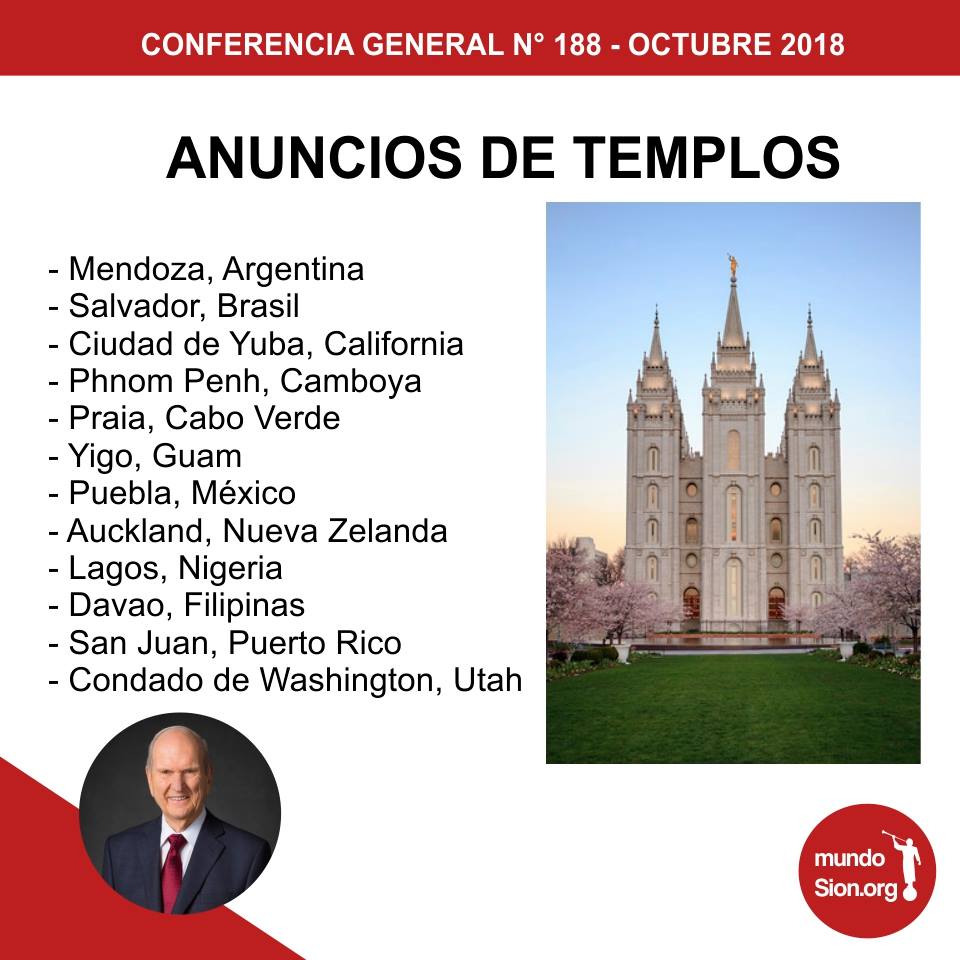 CONFERENCIA GENERAL N° 188 - OCTUBRE 2018
ANUNCIOS DE TEMPLOS
- Mendoza, Argentina
- Salvador, Brasil
- Ciudad de Yuba, California
- Phnom Penh, Camboya
- Praia, Cabo Verde
- Yigo, Guam
- Puebla, México
- Auckland, Nueva Zelanda
- Lagos, Nigeria
- Davao, Filipinas
- San Juan, Puerto Rico
- Condado de Washington, Utah
mundo
Sion.org